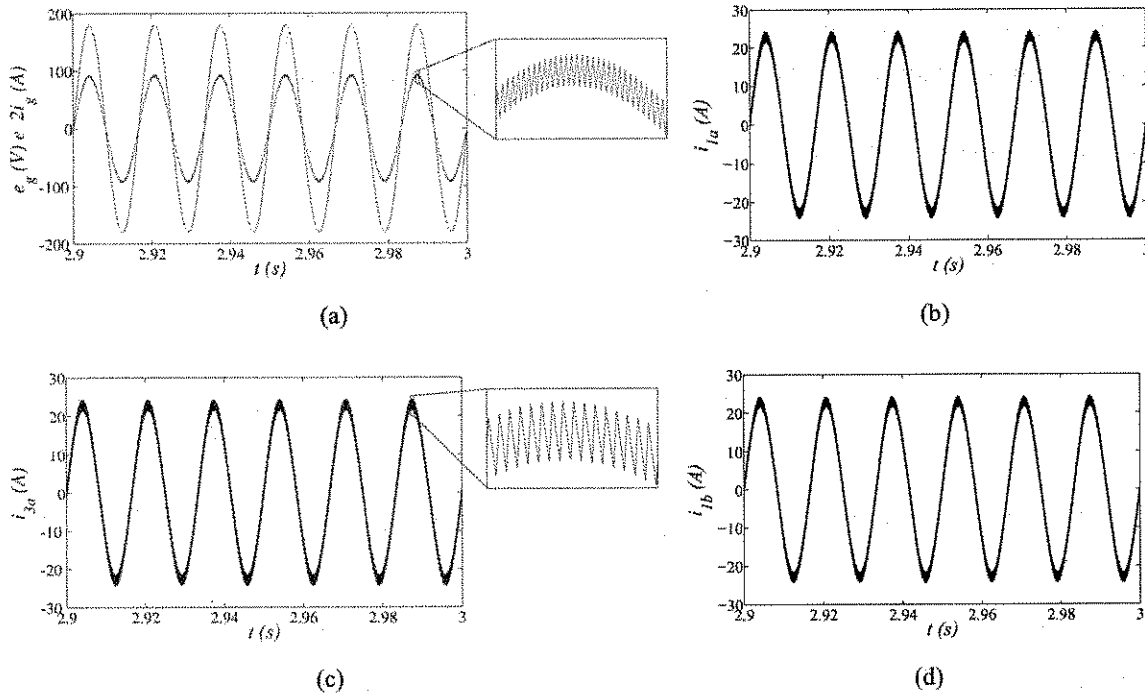 200
100
0
-100
-200
e_g (V) e 2i_g (A)
2.9 2.92 2.94 2.96 2.98 3
t (s)
(a)
30
20
10
0
-10
-20
-30
i_1a (A)
2.9 2.92 2.94 2.96 2.98 3
t (s)
(b)
30
20
10
0
-10
-20
-30
i_3a (A)
2.9 2.92 2.94 2.96 2.98 3
t (s)
(c)
30
20
10
0
-10
-20
-30
i_1b (A)
2.9 2.92 2.94 2.96 2.98 3
t (s)
(d)